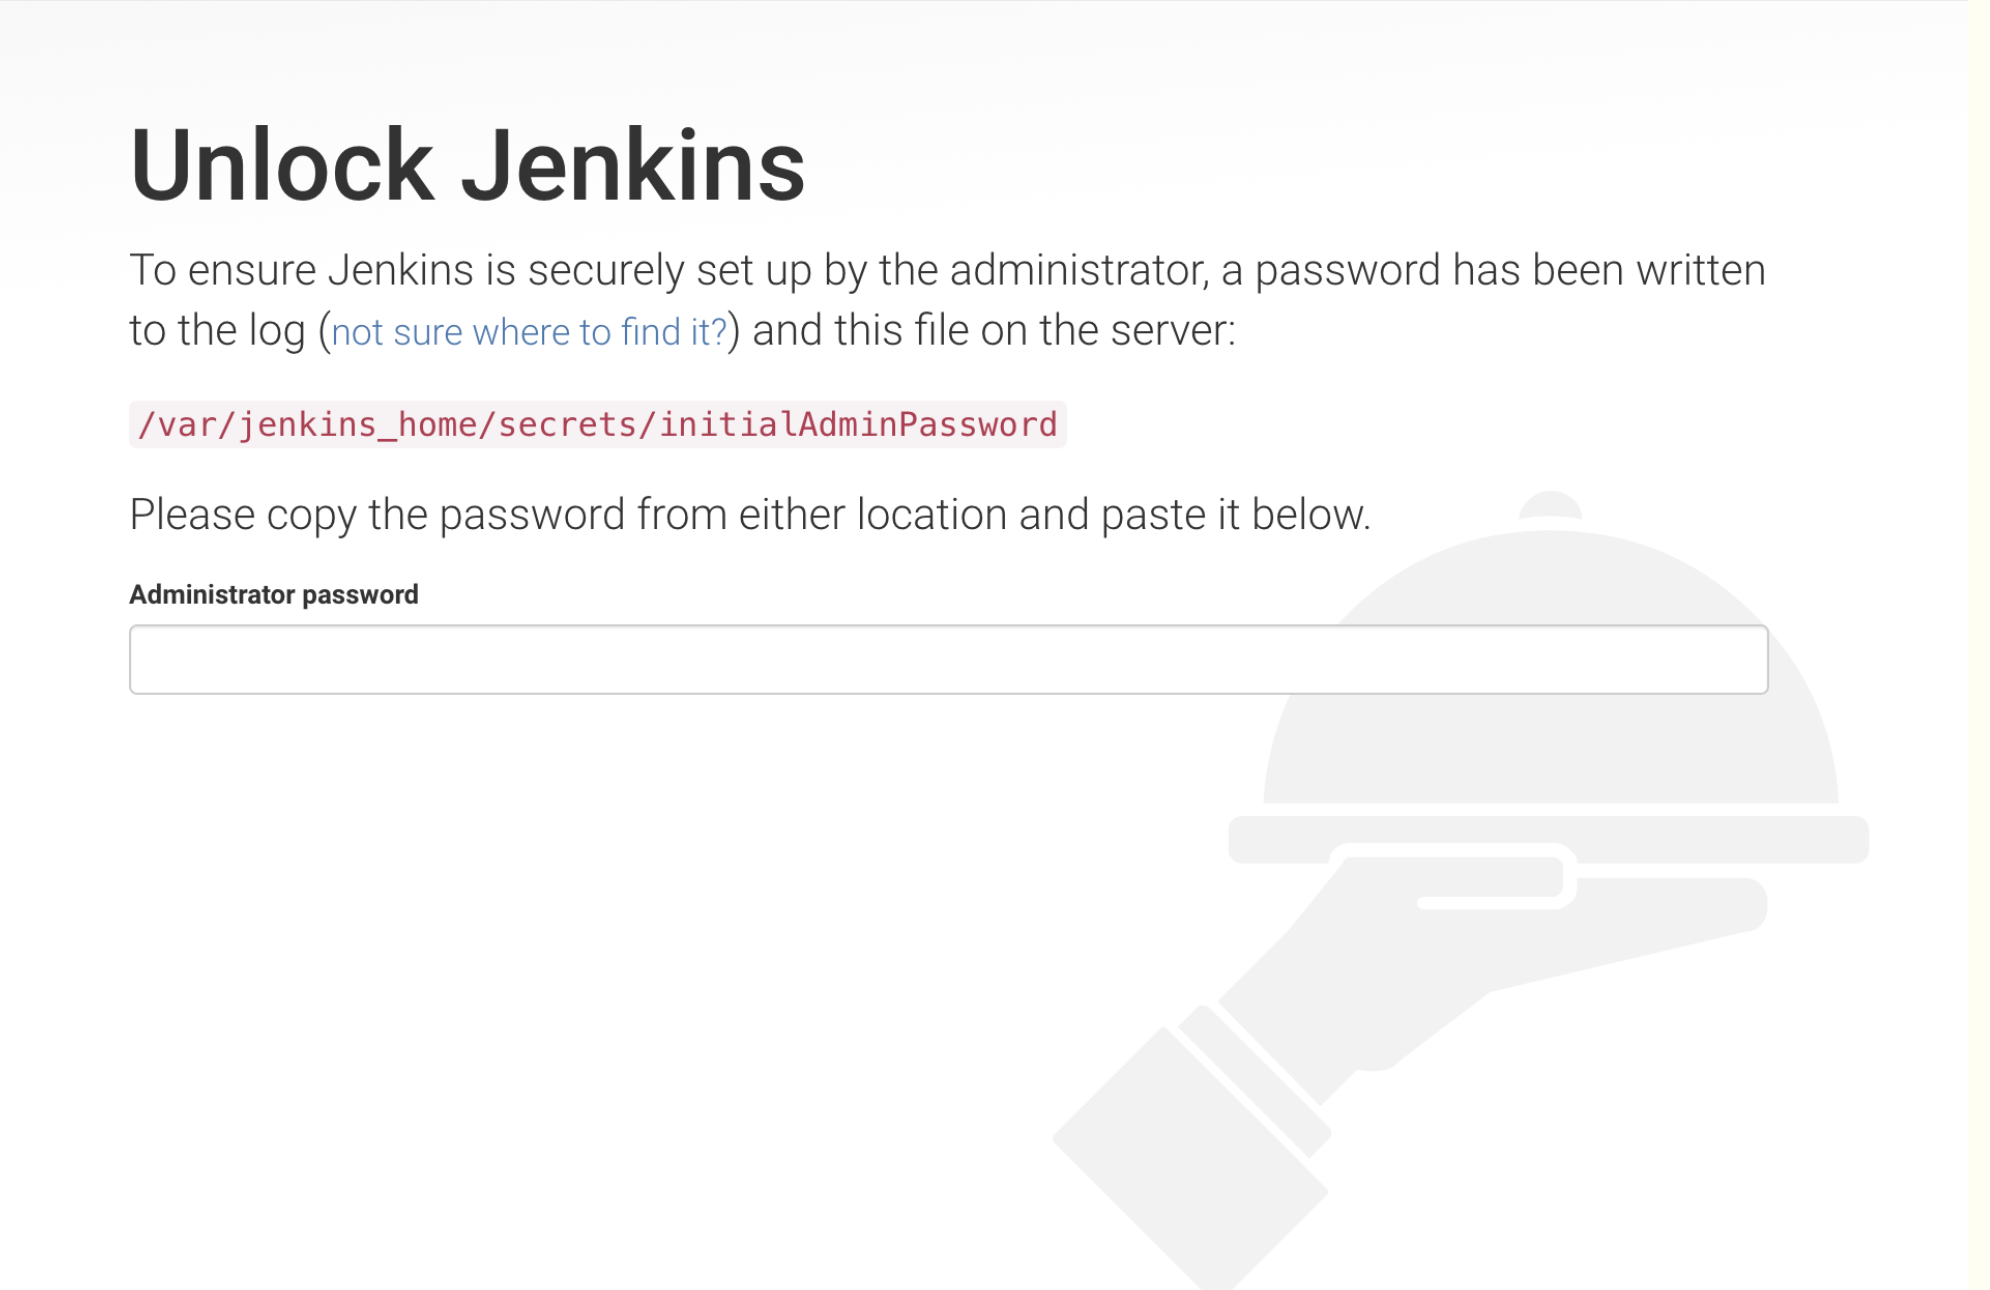 Unlock Jenkins
To ensure Jenkins is securely set up by the administrator, a password has been written
to the log (not sure where to find it?) and this file on the server:
/var/jenkins_home/secrets/initialAdminPassword
Please copy the password from either location and paste it below.
Administrator password